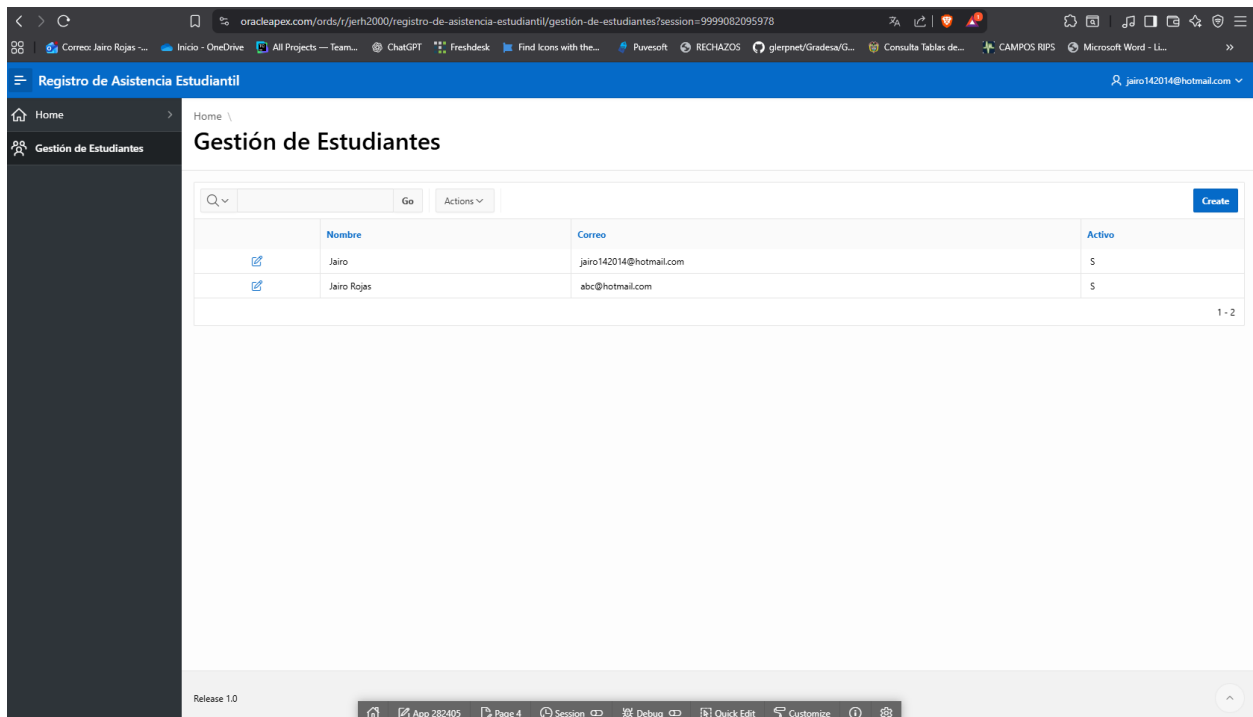 oracleapex.com/ords/r/jerh2000/registro-de-asistencia-estudiantil/gestión-de-estudiantes?session=9999082095978
Correo: Jairo Rojas -... Inicio - OneDrive All Projects — Team... ChatGPT Freshdesk Find Icons with the... Puvesoft RECHAZOS glerpnet/Gradesa/G... Consulta Tablas de... CAMPOS RIPS Microsoft Word - Li... »
Registro de Asistencia Estudiantil jairo142014@hotmail.com
Home
Gestión de Estudiantes
Home \
Gestión de Estudiantes
Go Actions Create
Nombre Correo Activo
Jairo jairo142014@hotmail.com S
Jairo Rojas abc@hotmail.com S
1 - 2
Release 1.0
App 282405 Page 4 Session Debug Quick Edit Customize